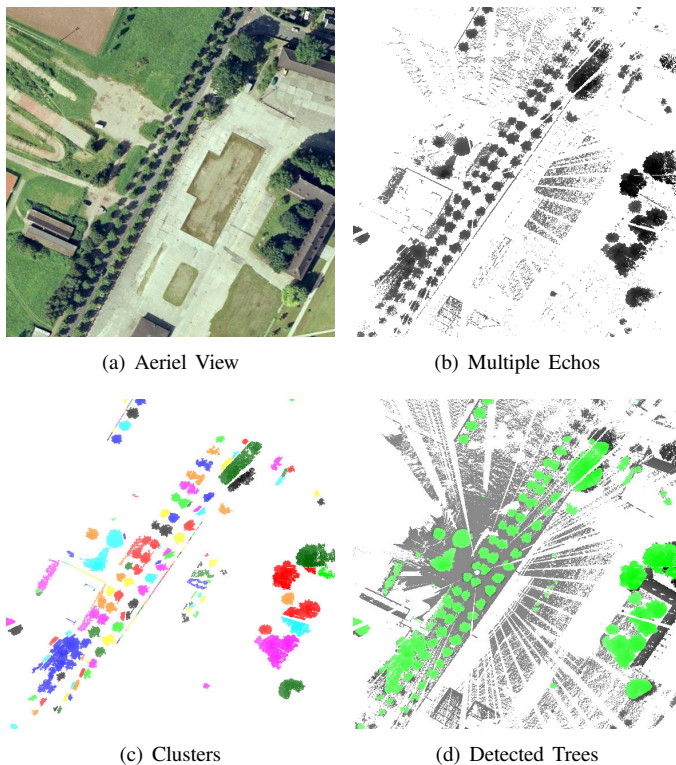 (a) Aeriel View
(b) Multiple Echos
(c) Clusters
(d) Detected Trees